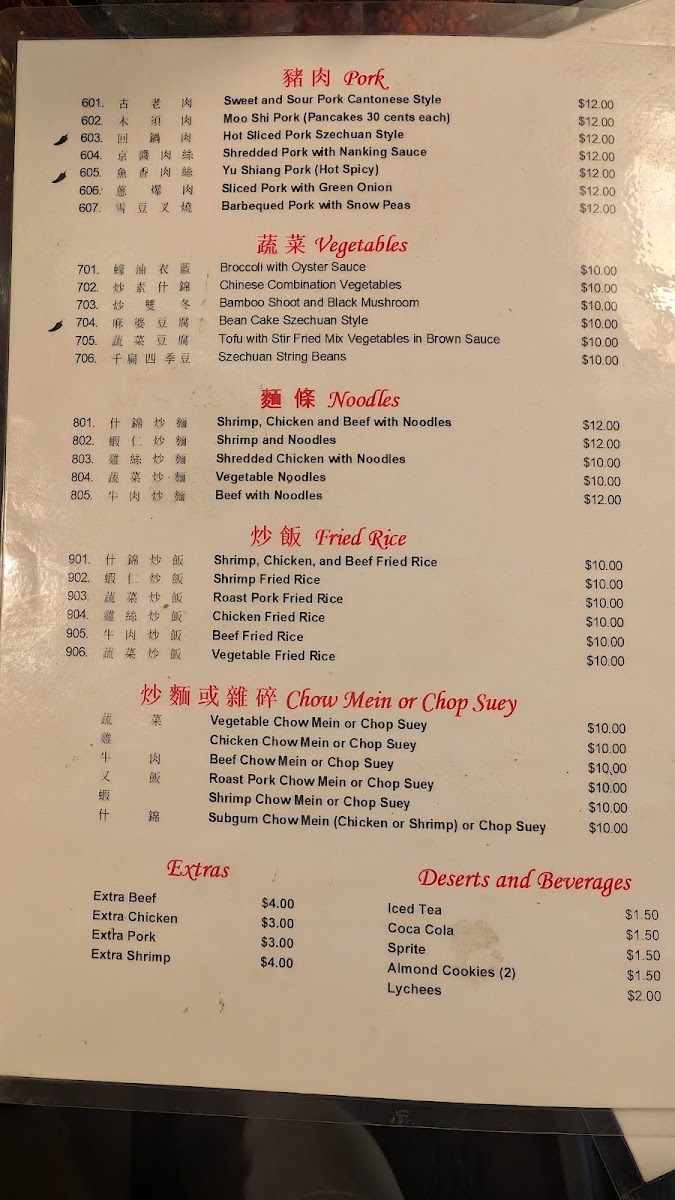 豬肉 Pork
601. 古老肉 Sweet and Sour Pork Cantonese Style $12.00
602. 木須肉 Moo Shi Pork (Pancakes 30 cents each) $12.00
603. 回鍋肉 Hot Sliced Pork Szechuan Style $12.00
604. 京醬肉絲 Shredded Pork with Nanking Sauce $12.00
605. 魚香肉絲 Yu Shiang Pork (Hot Spicy) $12.00
606. 蔥爆肉 Sliced Pork with Green Onion $12.00
607. 雪豆叉燒 Barbequed Pork with Snow Peas $12.00
蔬菜 Vegetables
701. 蠔油衣藍 Broccoli with Oyster Sauce $10.00
702. 炒素什錦 Chinese Combination Vegetables $10.00
703. 炒雙冬 Bamboo Shoot and Black Mushroom $10.00
704. 麻婆豆腐 Bean Cake Szechuan Style $10.00
705. 蔬菜豆腐 Tofu with Stir Fried Mix Vegetables in Brown Sauce $10.00
706. 干扁四季豆 Szechuan String Beans $10.00
麵條 Noodles
801. 什錦炒麵 Shrimp, Chicken and Beef with Noodles $12.00
802. 蝦仁炒麵 Shrimp and Noodles $12.00
803. 雞絲炒麵 Shredded Chicken with Noodles $10.00
804. 蔬菜炒麵 Vegetable Noodles $10.00
805. 牛肉炒麵 Beef with Noodles $12.00
炒飯 Fried Rice
901. 什錦炒飯 Shrimp, Chicken, and Beef Fried Rice $10.00
902. 蝦仁炒飯 Shrimp Fried Rice $10.00
903. 蔬菜炒飯 Roast Pork Fried Rice $10.00
904. 雞絲炒飯 Chicken Fried Rice $10.00
905. 牛肉炒飯 Beef Fried Rice $10.00
906. 蔬菜炒飯 Vegetable Fried Rice $10.00
炒麵或雜碎 Chow Mein or Chop Suey
蔬菜 Vegetable Chow Mein or Chop Suey $10.00
雞 Chicken Chow Mein or Chop Suey $10.00
牛肉 Beef Chow Mein or Chop Suey $10.00
叉飯 Roast Pork Chow Mein or Chop Suey $10.00
蝦 Shrimp Chow Mein or Chop Suey $10.00
什錦 Subgum Chow Mein (Chicken or Shrimp) or Chop Suey $10.00
Extras
Extra Beef $4.00
Extra Chicken $3.00
Extra Pork $3.00
Extra Shrimp $4.00
Deserts and Beverages
Iced Tea $1.50
Coca Cola $1.50
Sprite $1.50
Almond Cookies (2) $1.50
Lychees $2.00